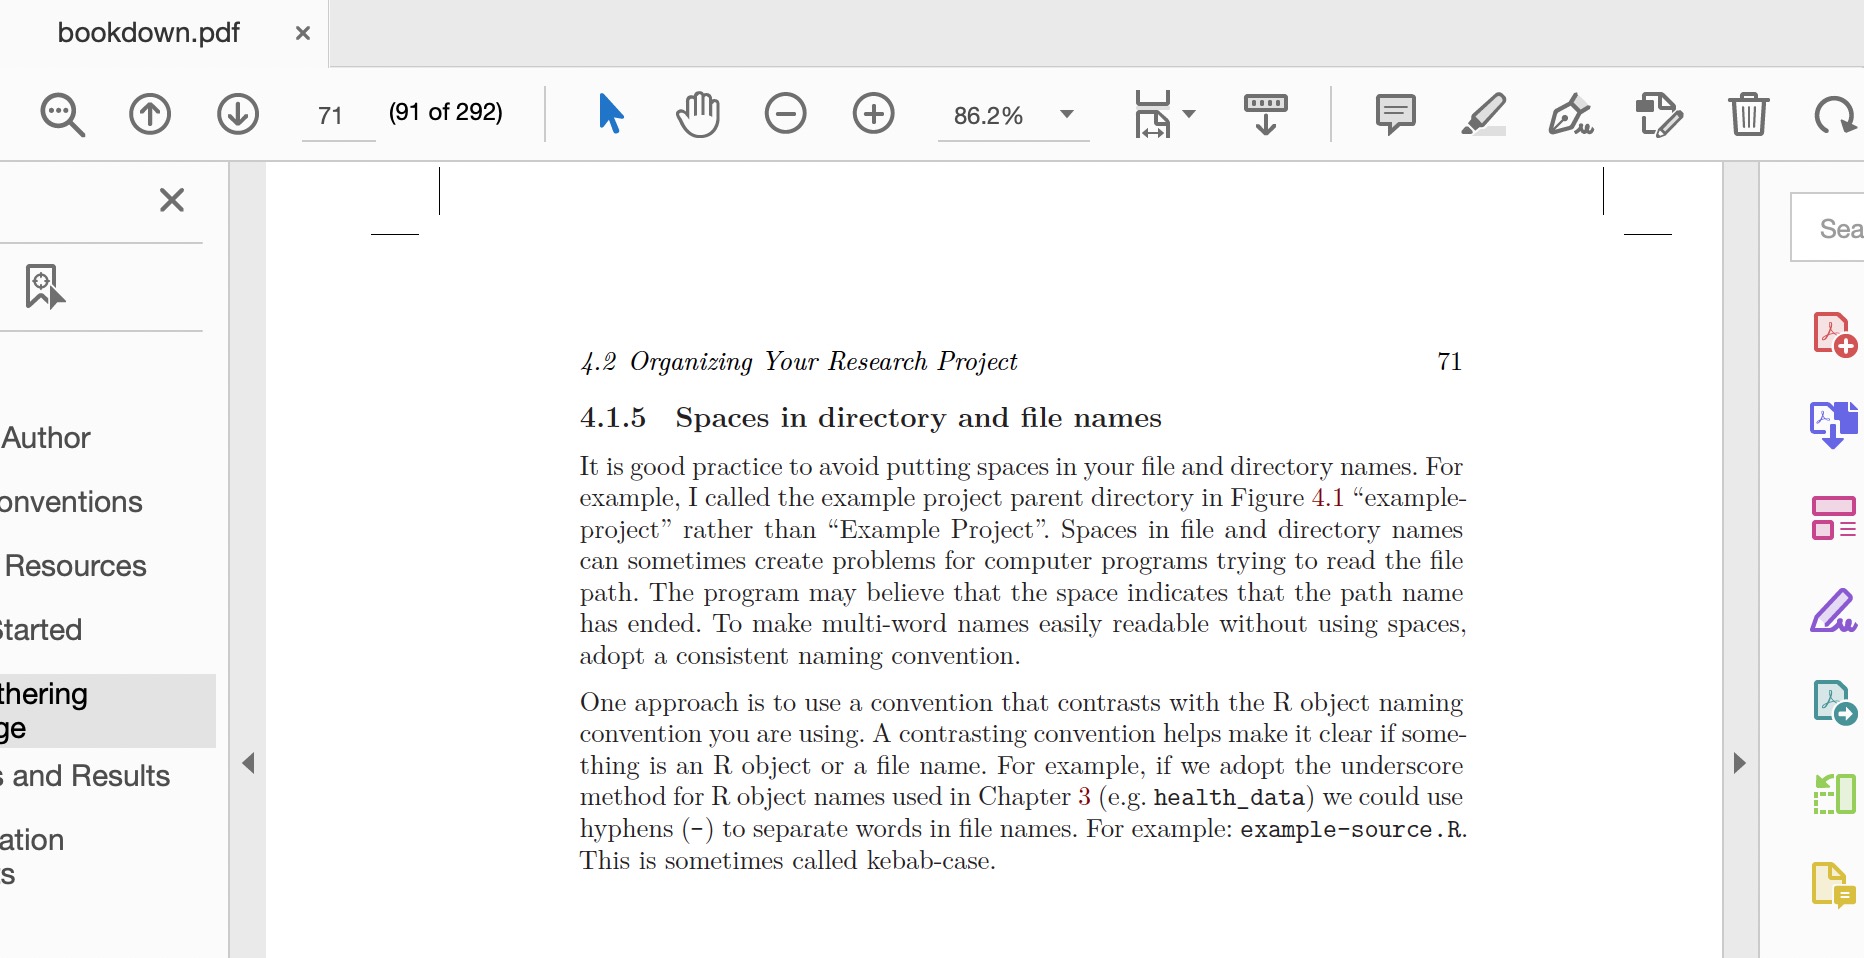 bookdown.pdf
71 (91 of 292) 86.2%
Sea
Author
onventions
Resources
Started
thering
ge
s and Results
ation
s
4.2 Organizing Your Research Project 71
4.1.5 Spaces in directory and file names
It is good practice to avoid putting spaces in your file and directory names. For
example, I called the example project parent directory in Figure 4.1 “example-
project” rather than “Example Project”. Spaces in file and directory names
can sometimes create problems for computer programs trying to read the file
path. The program may believe that the space indicates that the path name
has ended. To make multi-word names easily readable without using spaces,
adopt a consistent naming convention.
One approach is to use a convention that contrasts with the R object naming
convention you are using. A contrasting convention helps make it clear if some-
thing is an R object or a file name. For example, if we adopt the underscore
method for R object names used in Chapter 3 (e.g. health_data) we could use
hyphens (-) to separate words in file names. For example: example-source.R.
This is sometimes called kebab-case.